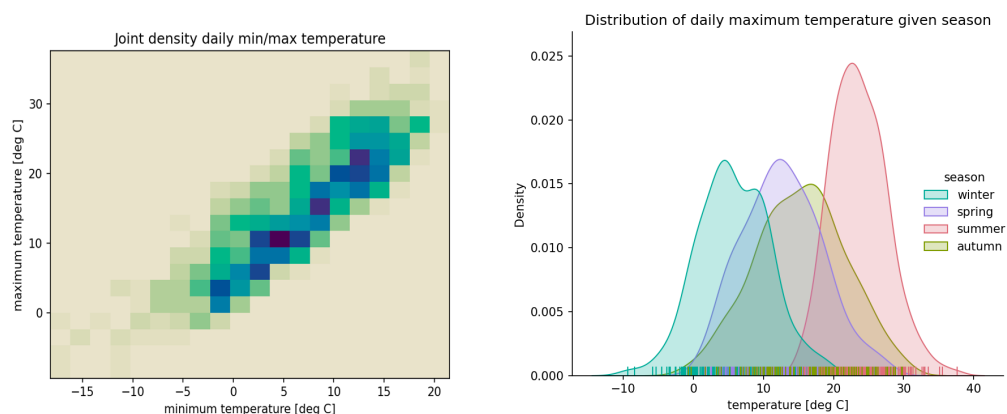 Joint density daily min/max temperature
maximum temperature [deg C]
30
20
10
0
−15
−10
−5
0
5
10
15
20
minimum temperature [deg C]
Distribution of daily maximum temperature given season
Density
0.025
0.020
0.015
0.010
0.005
0.000
−10
0
10
20
30
40
temperature [deg C]
season
winter
spring
summer
autumn